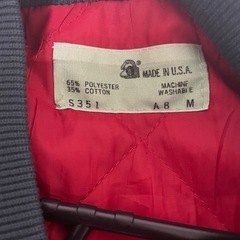 MADE IN U.S.A.
65% POLYESTER
35% COTTON
MACHINE
WASHABLE
S351 A8 M